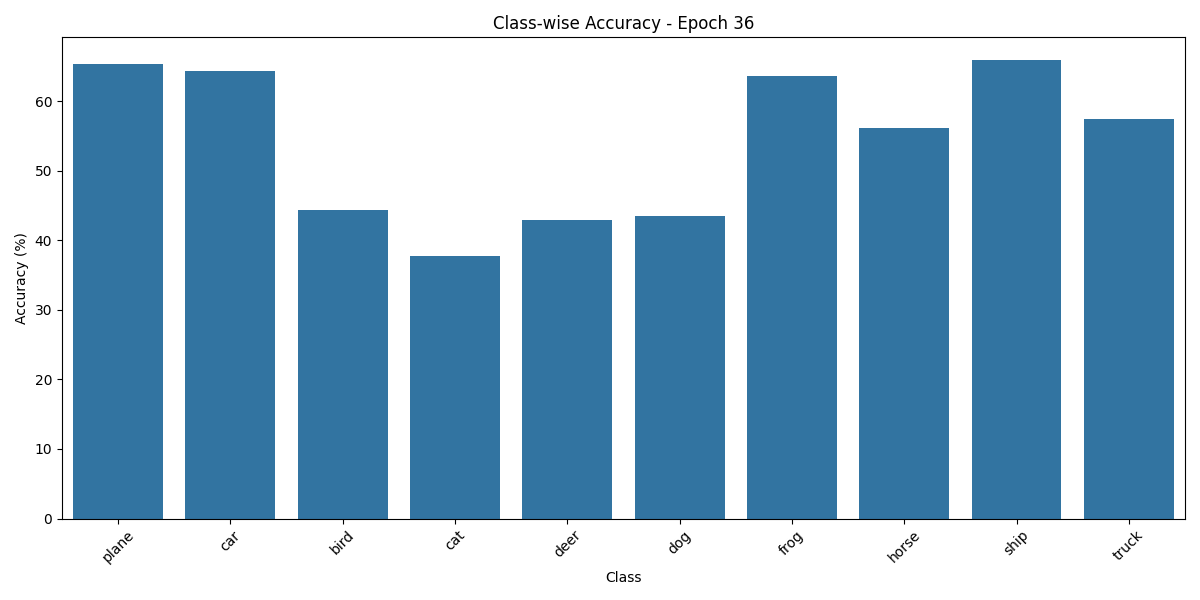 Class-wise Accuracy - Epoch 36
Accuracy (%)
60
50
40
30
20
10
0
plane
car
bird
cat
deer
dog
frog
horse
ship
truck
Class